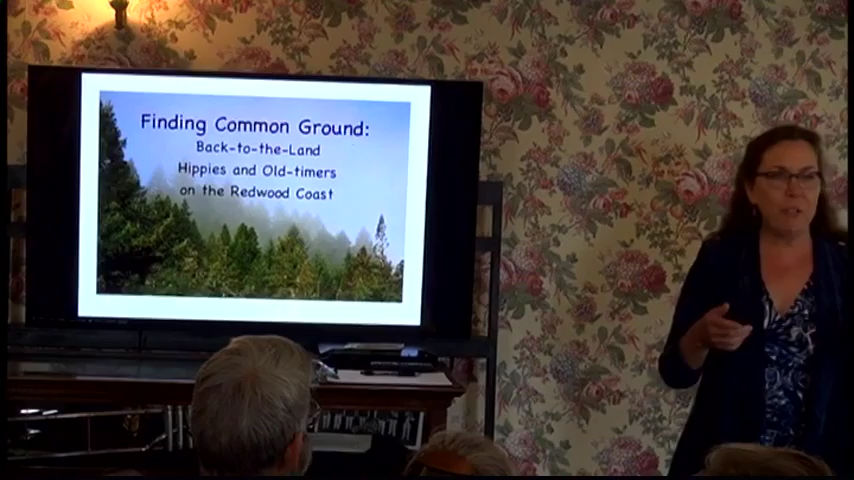 Finding Common Ground:
Back-to-the-Land
Hippies and Old-timers
on the Redwood Coast